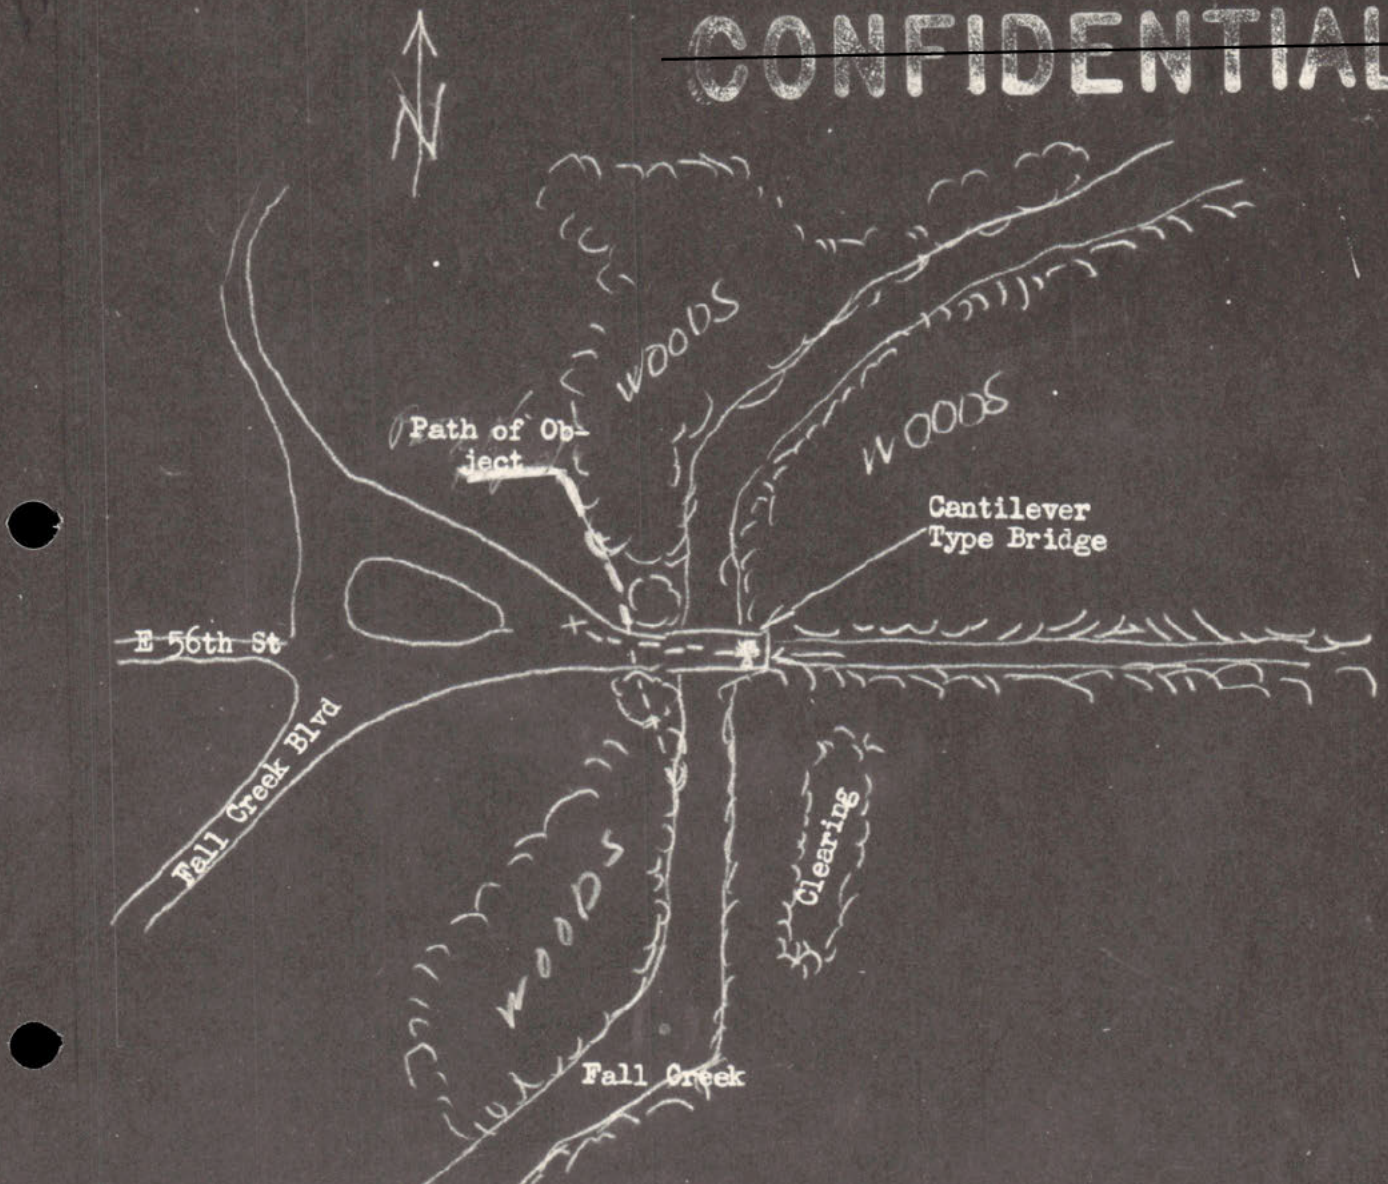 CONFIDENTIAL
N
WOODS
WOODS
Path of Ob-
ject
Cantilever
Type Bridge
E 56th St
Fall Creek Blvd
Clearing
WOODS
Fall Creek